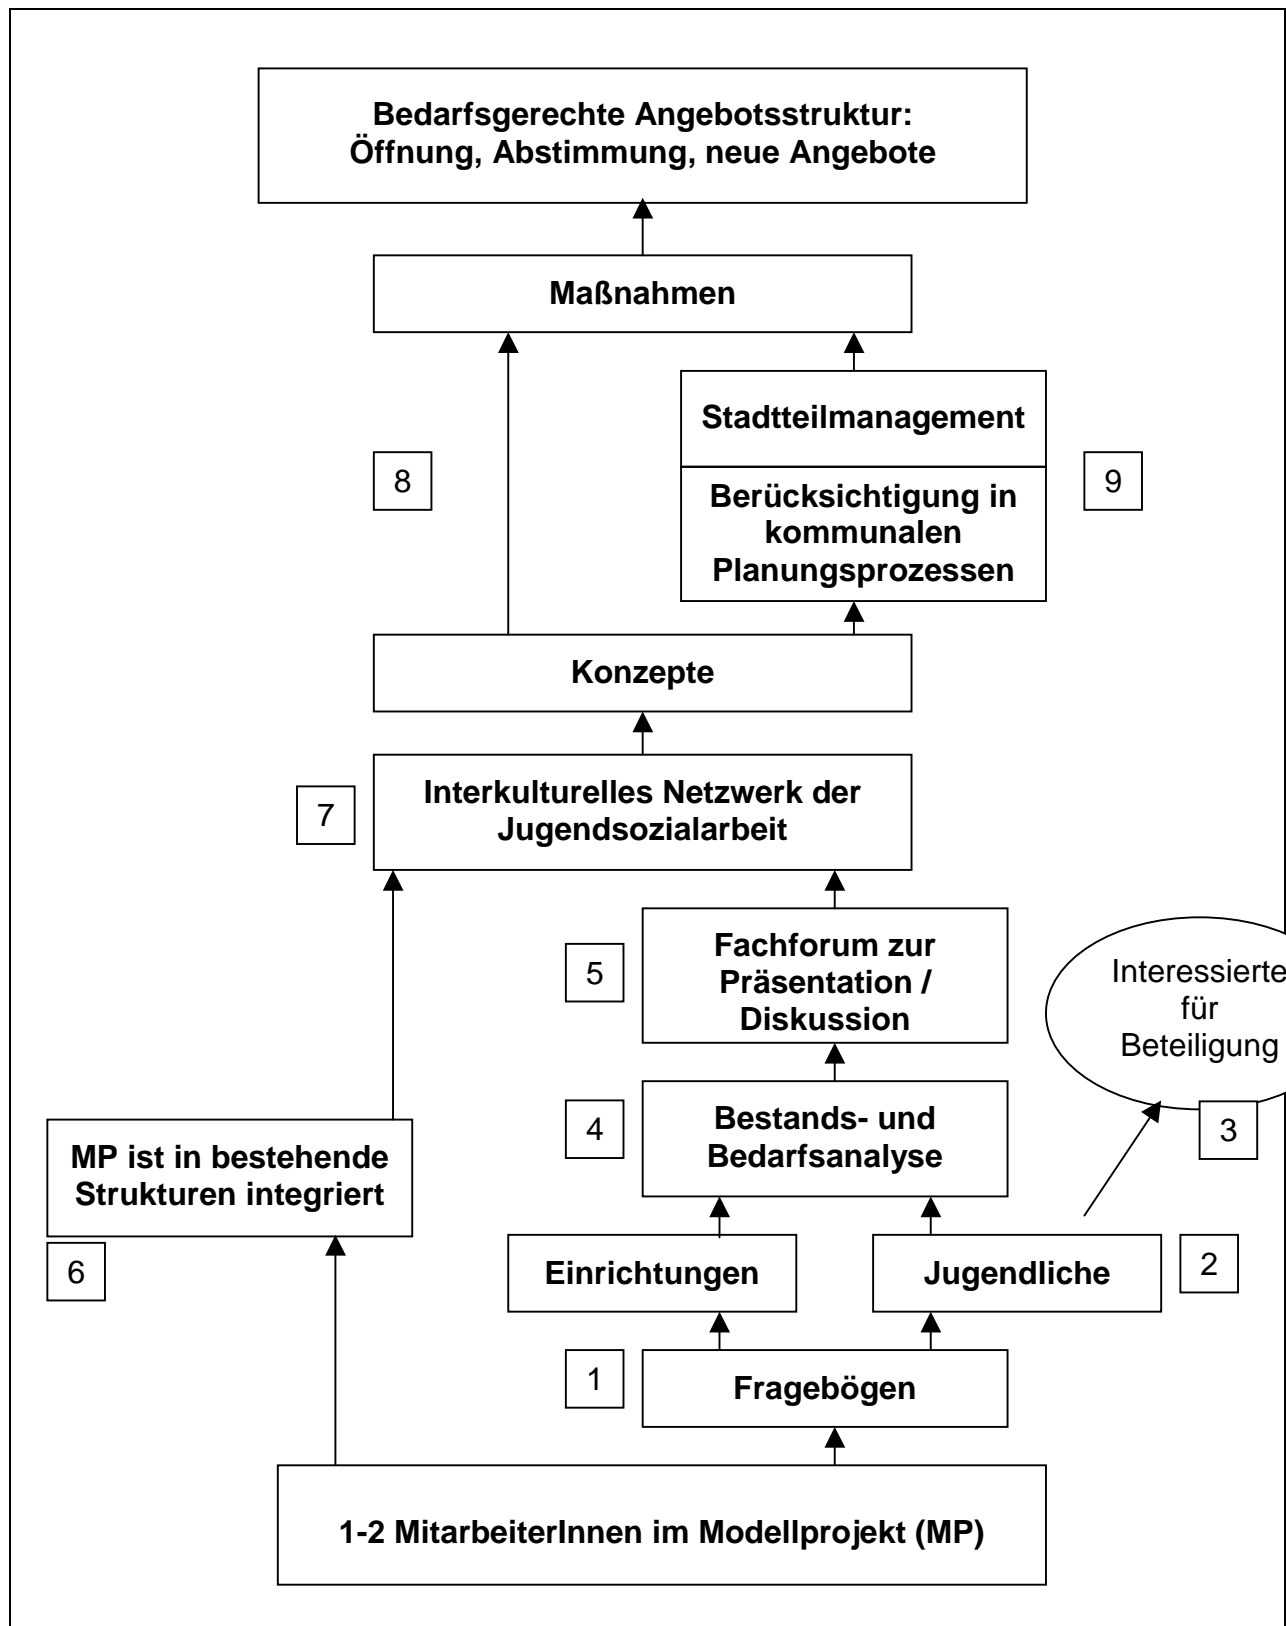 Bedarfsgerechte Angebotsstruktur:
Öffnung, Abstimmung, neue Angebote
Maßnahmen
Stadtteilmanagement
8
9
Berücksichtigung in
kommunalen
Planungsprozessen
Konzepte
7
Interkulturelles Netzwerk der
Jugendsozialarbeit
5
Fachforum zur
Präsentation /
Diskussion
Interessierte
für
Beteiligung
4
Bestands- und
Bedarfsanalyse
3
MP ist in bestehende
Strukturen integriert
6
Einrichtungen
Jugendliche
2
1
Fragebögen
1-2 MitarbeiterInnen im Modellprojekt (MP)